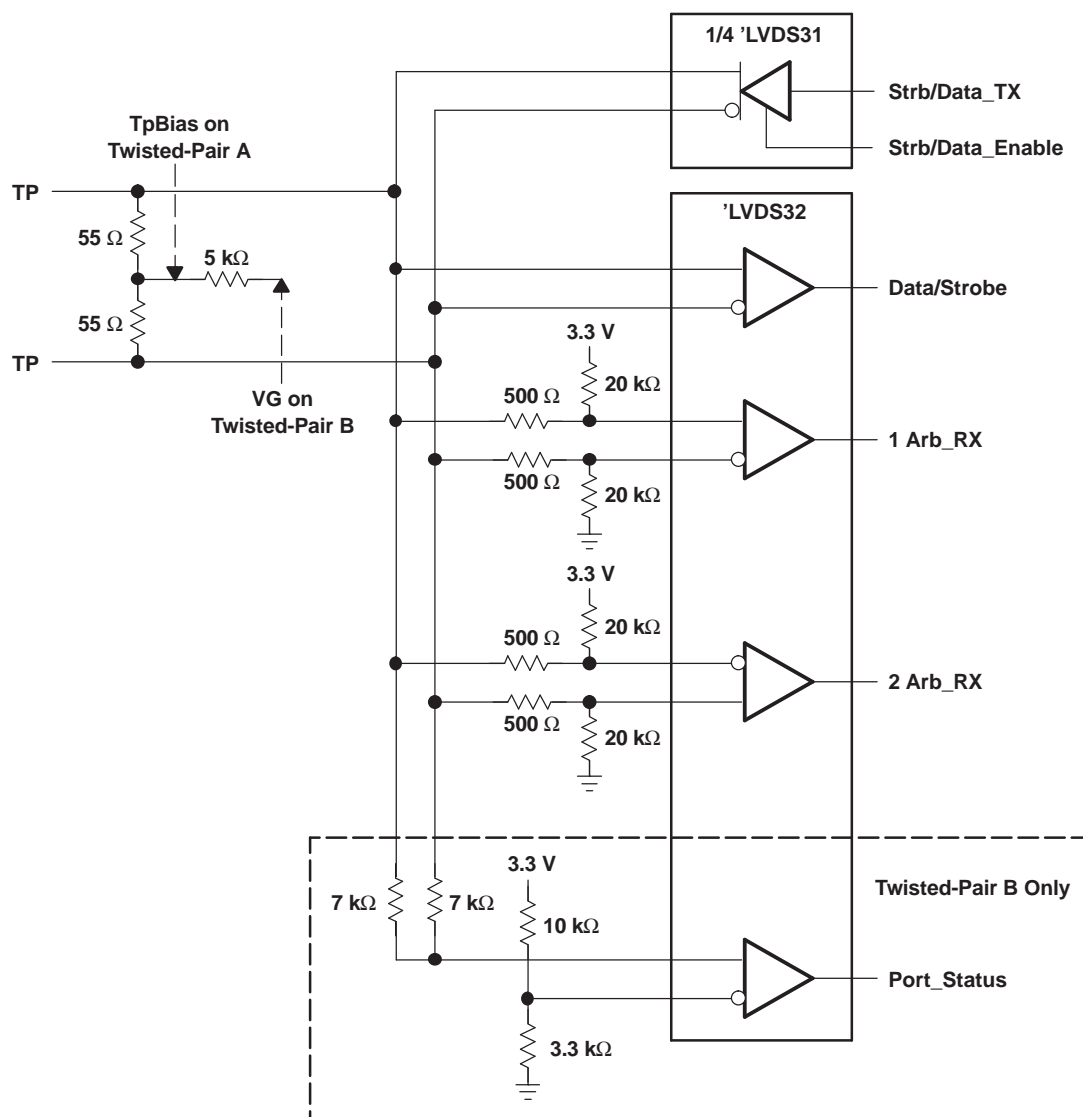 1/4 'LVDS31
Strb/Data_TX
Strb/Data_Enable
TpBias on
Twisted-Pair A
TP
55 Ω
5 kΩ
55 Ω
TP
VG on
Twisted-Pair B
'LVDS32
Data/Strobe
3.3 V
20 kΩ
500 Ω
1 Arb_RX
500 Ω
20 kΩ
3.3 V
20 kΩ
500 Ω
2 Arb_RX
500 Ω
20 kΩ
3.3 V
Twisted-Pair B Only
7 kΩ
7 kΩ
10 kΩ
Port_Status
3.3 kΩ